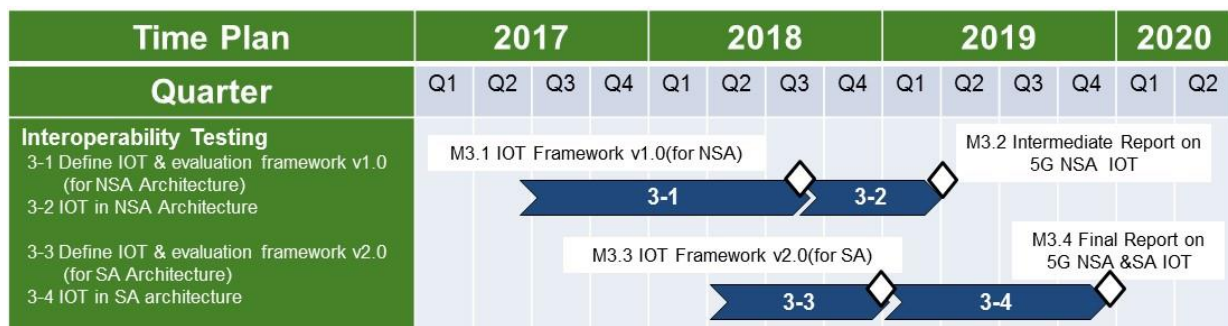 Time Plan
2017
2018
2019
2020
Quarter
Q1 Q2 Q3 Q4 Q1 Q2 Q3 Q4 Q1 Q2 Q3 Q4 Q1 Q2
Interoperability Testing
3-1 Define IOT & evaluation framework v1.0
(for NSA Architecture)
3-2 IOT in NSA Architecture
3-3 Define IOT & evaluation framework v2.0
(for SA Architecture)
3-4 IOT in SA architecture
M3.1 IOT Framework v1.0(for NSA)
M3.2 Intermediate Report on
5G NSA IOT
3-1
3-2
M3.3 IOT Framework v2.0(for SA)
M3.4 Final Report on
5G NSA &SA IOT
3-3
3-4